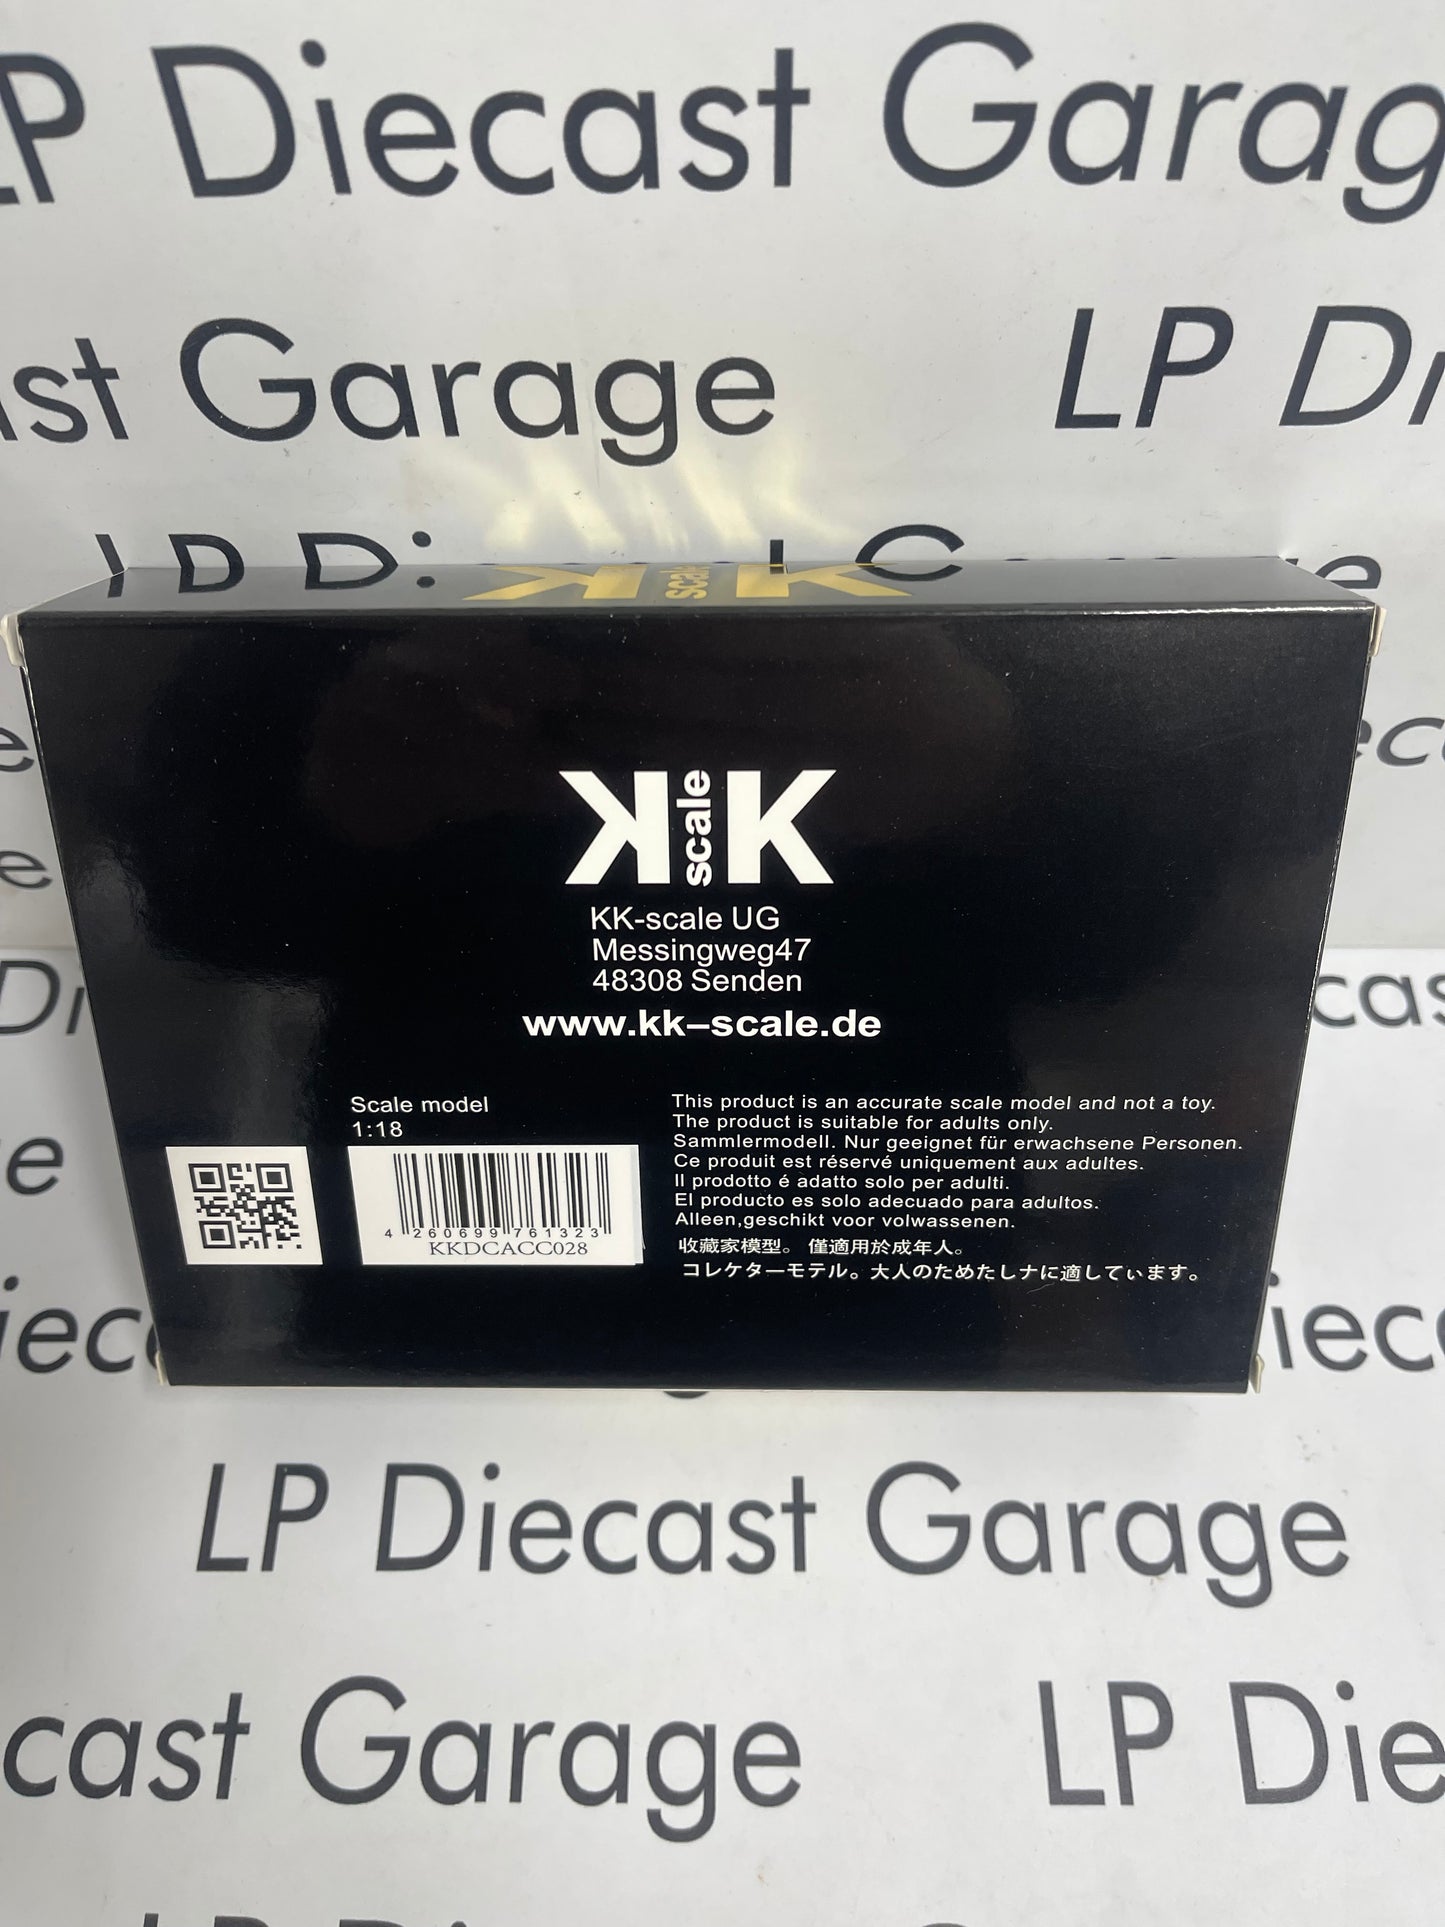 LP Diecast Garag
ast Garage
LP Di
LP Di
KK
scale
KK
scale
KK-scale UG
Messingweg47
48308 Senden
www.kk–scale.de
Scale model
1:18
4 260699 761323
KKDCACC028
This product is an accurate scale model and not a toy.
The product is suitable for adults only.
Sammlermodell. Nur geeignet für erwachsene Personen.
Ce produit est réservé uniquement aux adultes.
Il prodotto é adatto solo per adulti.
El producto es solo adecuado para adultos.
Alleen,geschikt voor volwassenen.
收藏家模型。 僅適用於成年人。
コレケターモテル。大人のためたしナに適してぃます。
LP Diecast Garage
cast Garage
LP Die